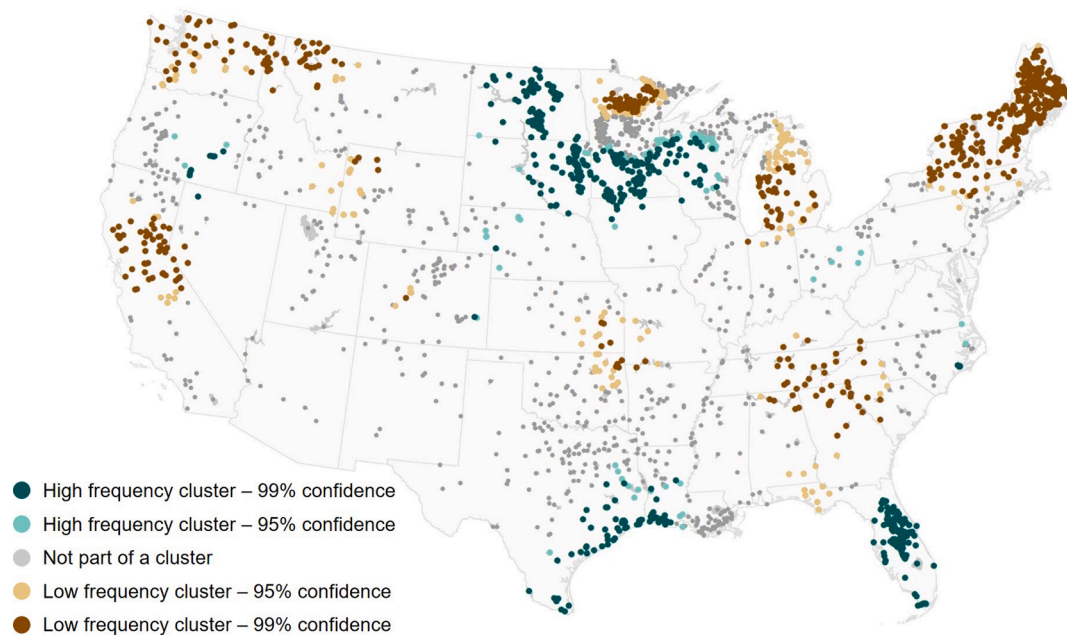 High frequency cluster – 99% confidence
High frequency cluster – 95% confidence
Not part of a cluster
Low frequency cluster – 95% confidence
Low frequency cluster – 99% confidence